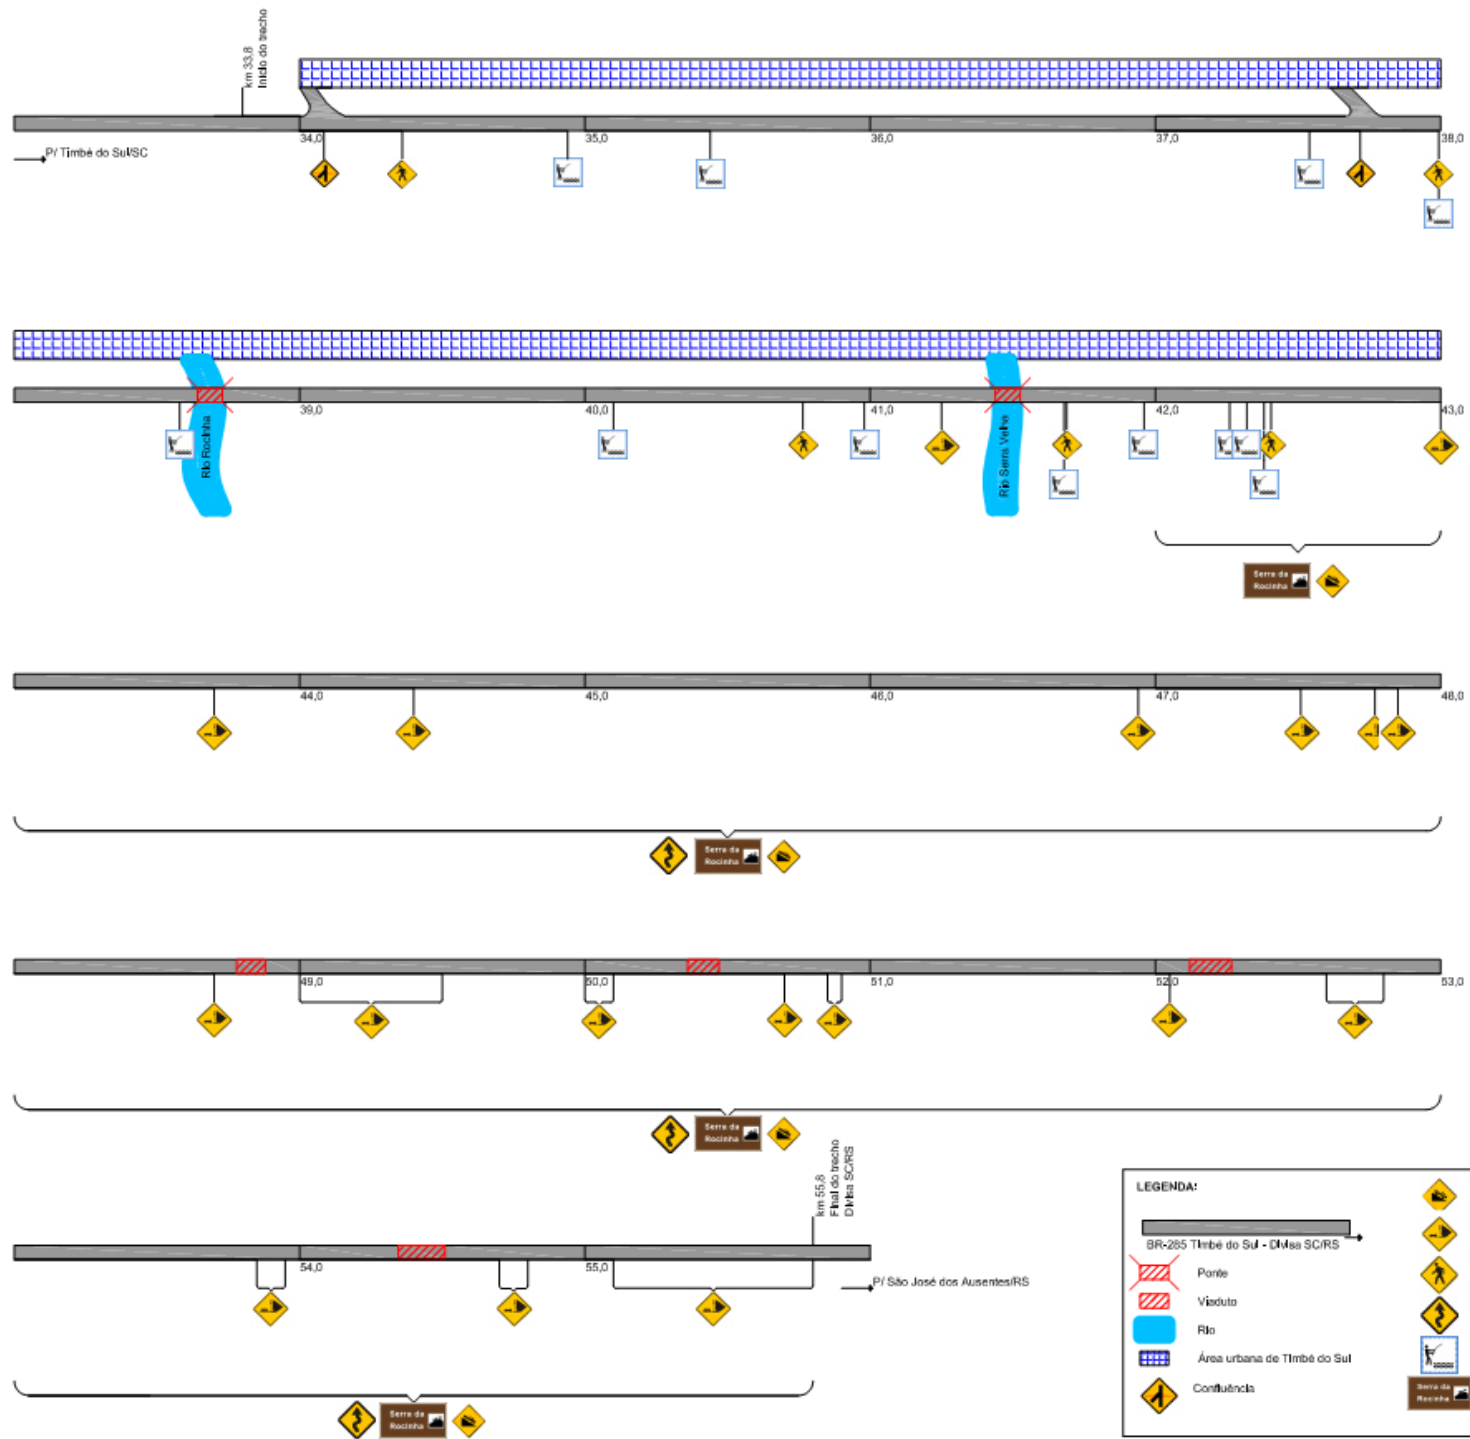 km 33,8
Início do trecho
34,0
35,0
36,0
37,0
38,0
P/ Timbé do Sul/SC
39,0
40,0
41,0
42,0
43,0
Rio Rocinha
Rio Serra Velha
Serra da
Rocinha
44,0
45,0
46,0
47,0
48,0
Serra da
Rocinha
49,0
50,0
51,0
52,0
53,0
Serra da
Rocinha
km 55,8
Final do trecho
Divisa SC/RS
54,0
55,0
P/ São José dos Ausentes/RS
Serra da
Rocinha
LEGENDA:
BR-285 Timbé do Sul - Divisa SC/RS
Ponte
Viaduto
Rio
Área urbana de Timbé do Sul
Confluência
Serra da
Rocinha